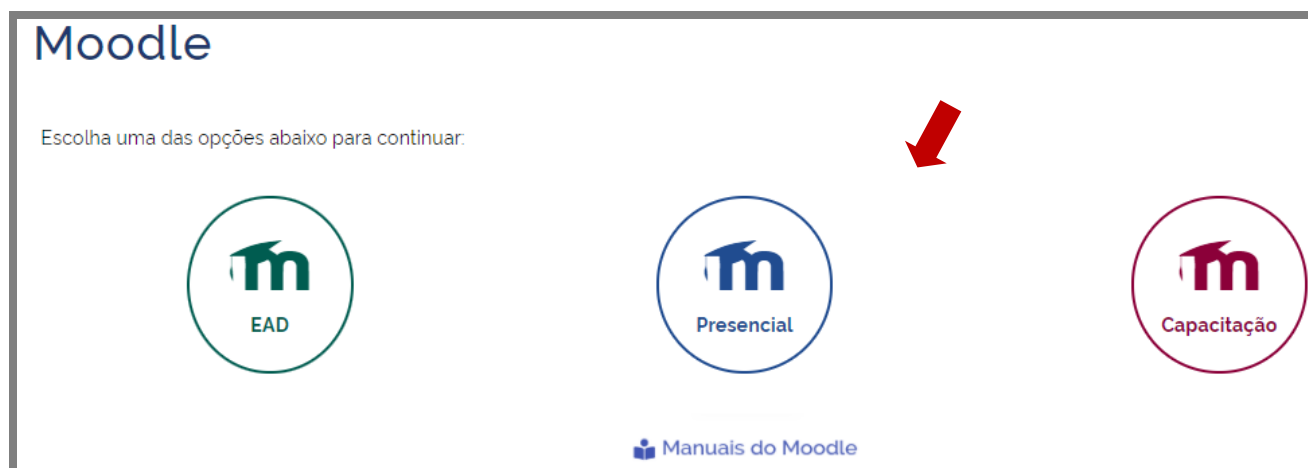 Moodle
Escolha uma das opções abaixo para continuar:
m
EAD
m
Presencial
m
Capacitação
Manuais do Moodle